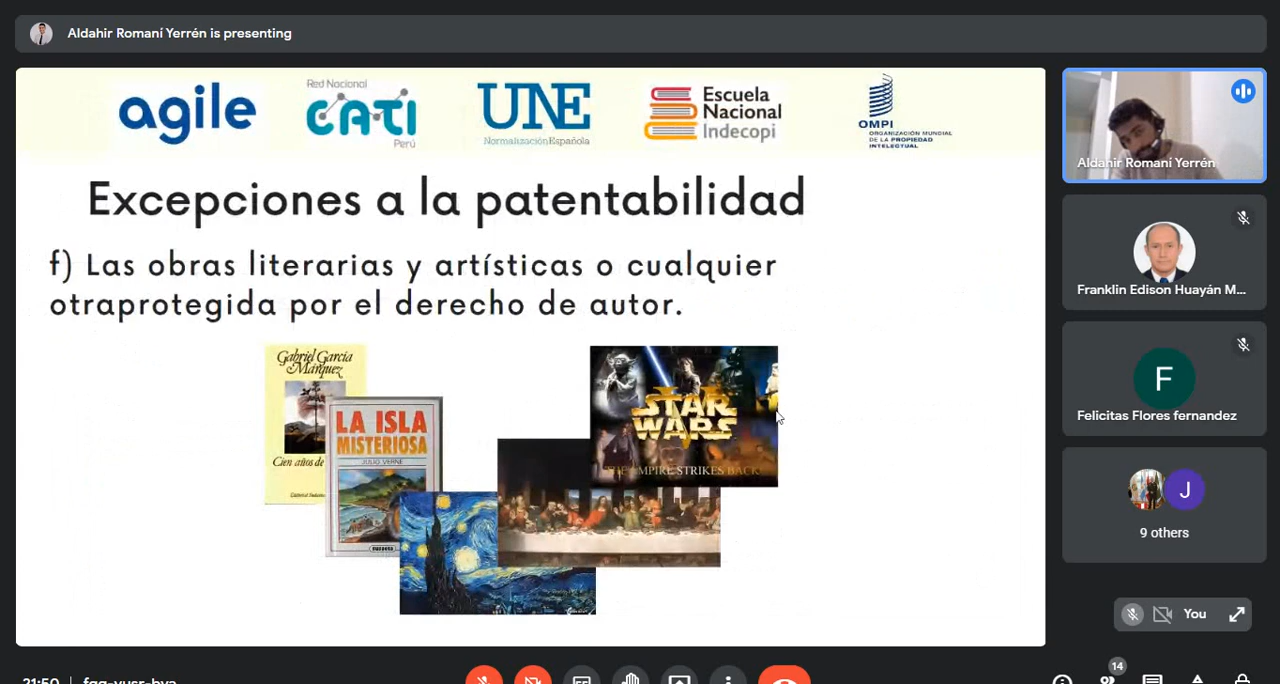 Aldahir Romaní Yerrén is presenting
agile
Red Nacional
CATI
Perú
UNE
NormalizaciónEspañola
Escuela
Nacional
Indecopi
OMPI
ORGANIZACIÓN MUNDIAL
DE LA PROPIEDAD
INTELECTUAL
Excepciones a la patentabilidad
f) Las obras literarias y artísticas o cualquier
otraprotegida por el derecho de autor.
Gabriel García
Márquez
Cien años de
LA ISLA
MISTERIOSA
JULIO VERNE
STAR
WARS
THE EMPIRE STRIKES BACK
Aldahir Romaní Yerrén
Franklin Edison Huayán M...
F
Felicitas Flores fernandez
J
9 others
You
14
21:50